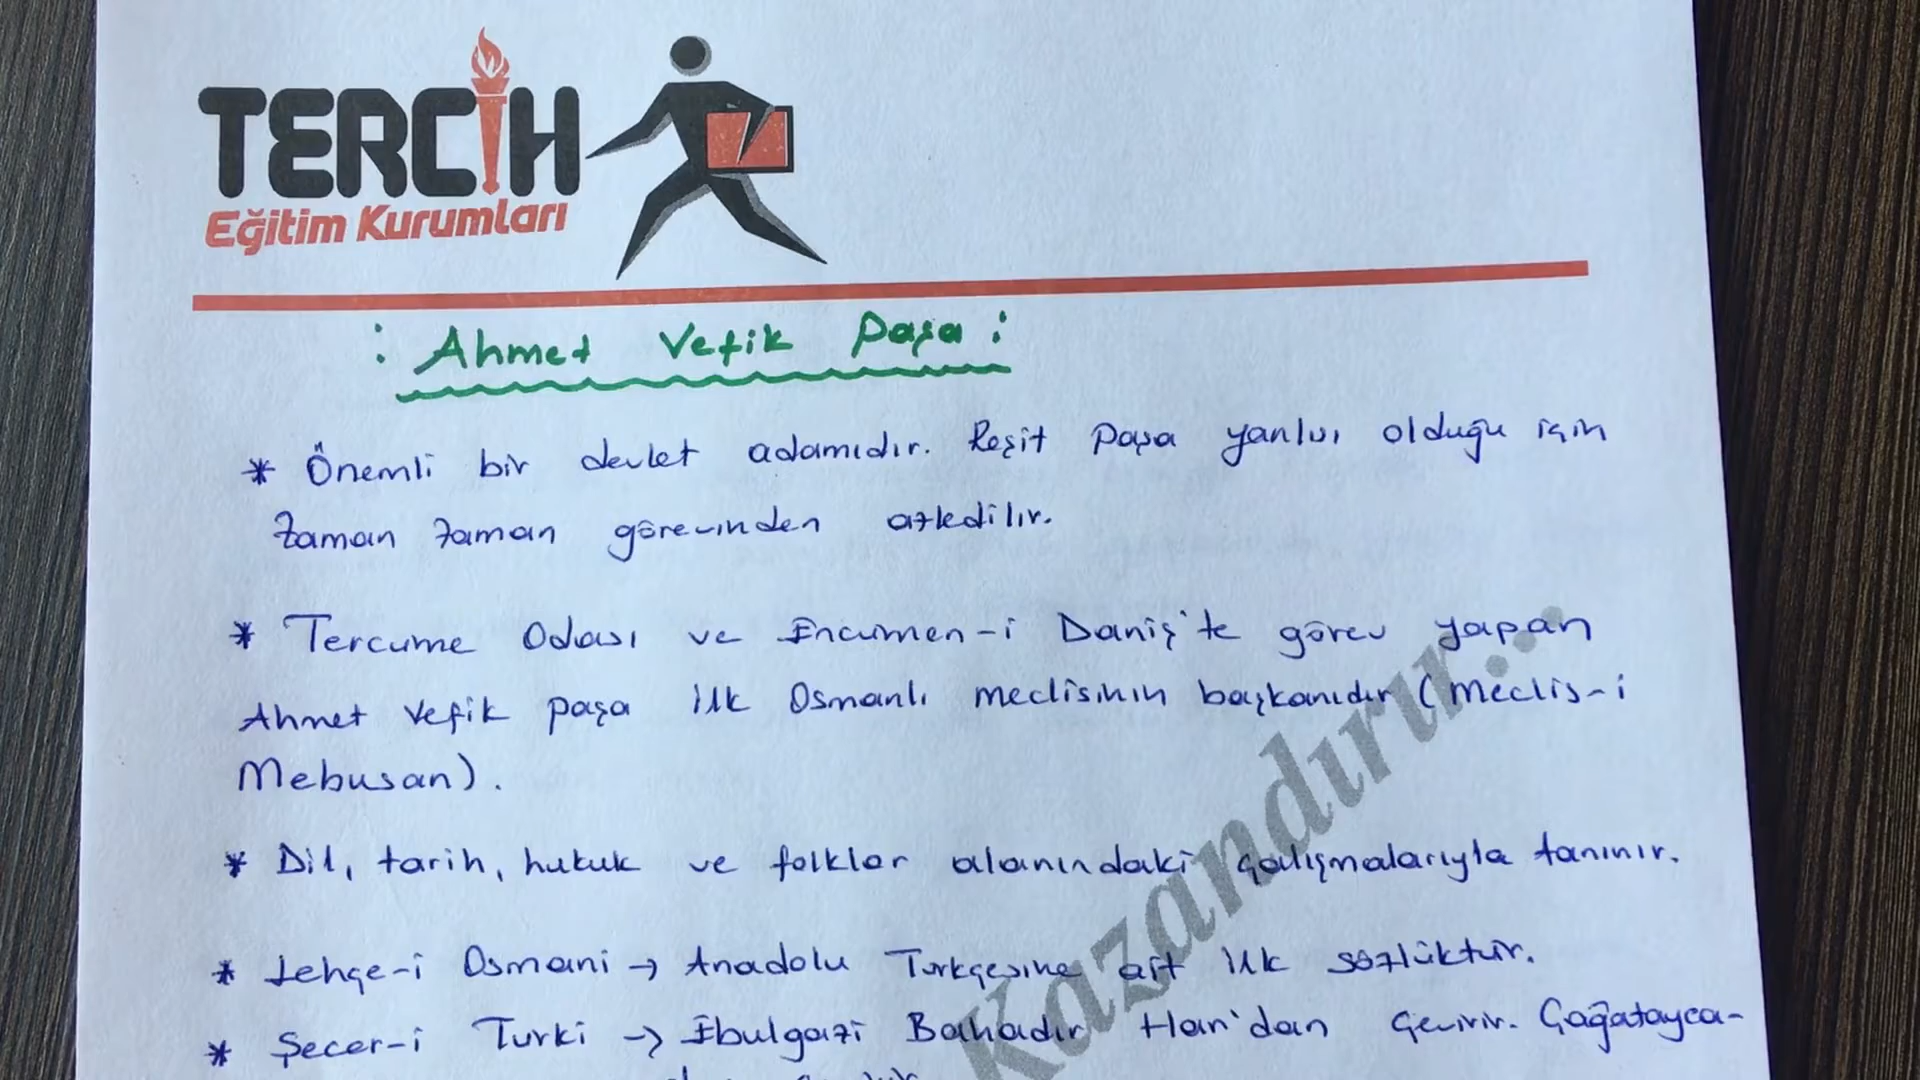 TERCİH
Eğitim Kurumları
: Ahmet Vefik Paşa :
* Önemli bir devlet adamıdır. Reşit Paşa yanlısı olduğu için
zaman zaman görevinden azledilir.
* Tercume Odası ve Encumen-i Daniş'te görev yapan
Ahmet Vefik paşa ilk Osmanlı meclisinin başkanıdır (Meclis-i
Mebusan).
* Dil, tarih, hukuk ve folklor alanındaki çalışmalarıyla tanınır.
* Lehçe-i Osmani → Anadolu Türkçesine ait ilk sözlüktür.
* Şecer-i Turki → Ebulgazi Bahadır Han'dan çevirir. Çağatayca-
Kazandırır...